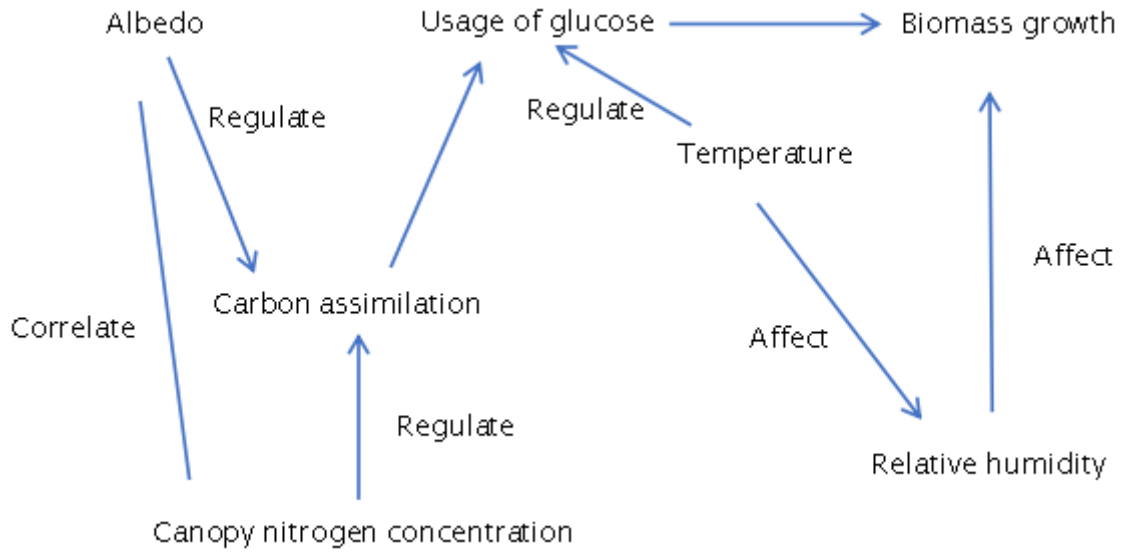 Albedo
Usage of glucose
Biomass growth
Regulate
Regulate
Temperature
Affect
Carbon assimilation
Correlate
Affect
Regulate
Relative humidity
Canopy nitrogen concentration